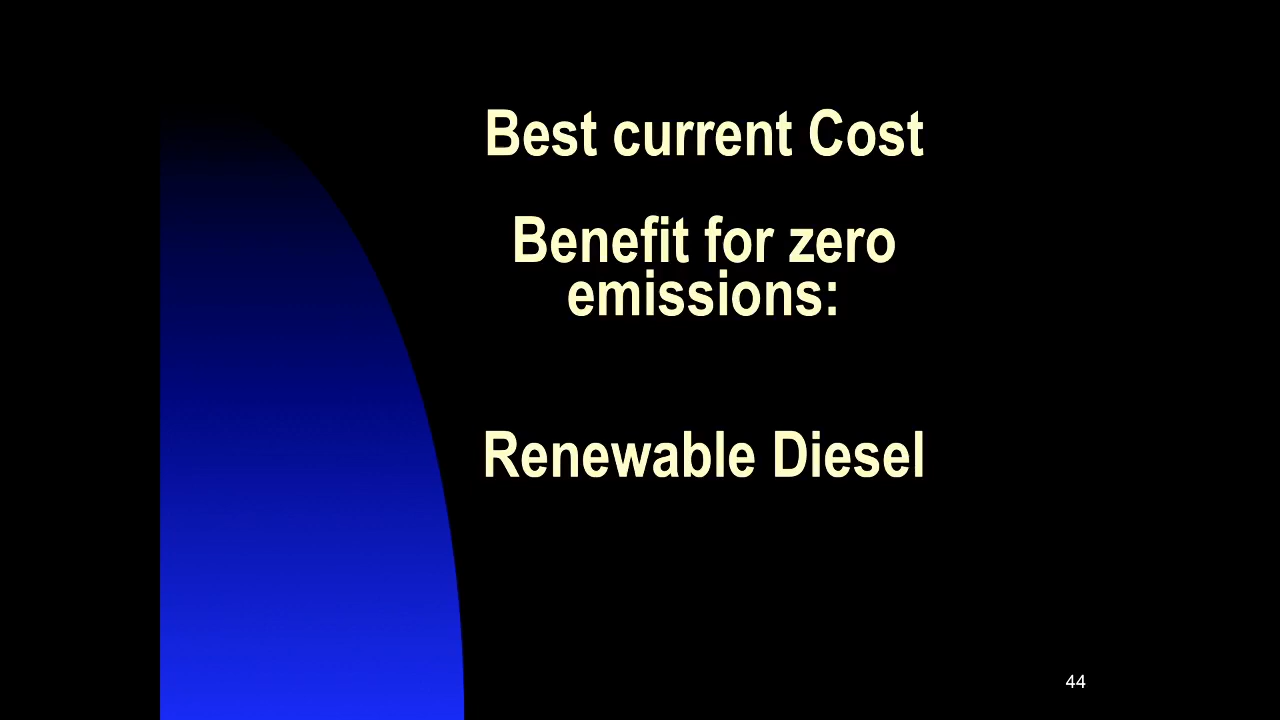 Best current Cost
Benefit for zero
emissions:
Renewable Diesel
44